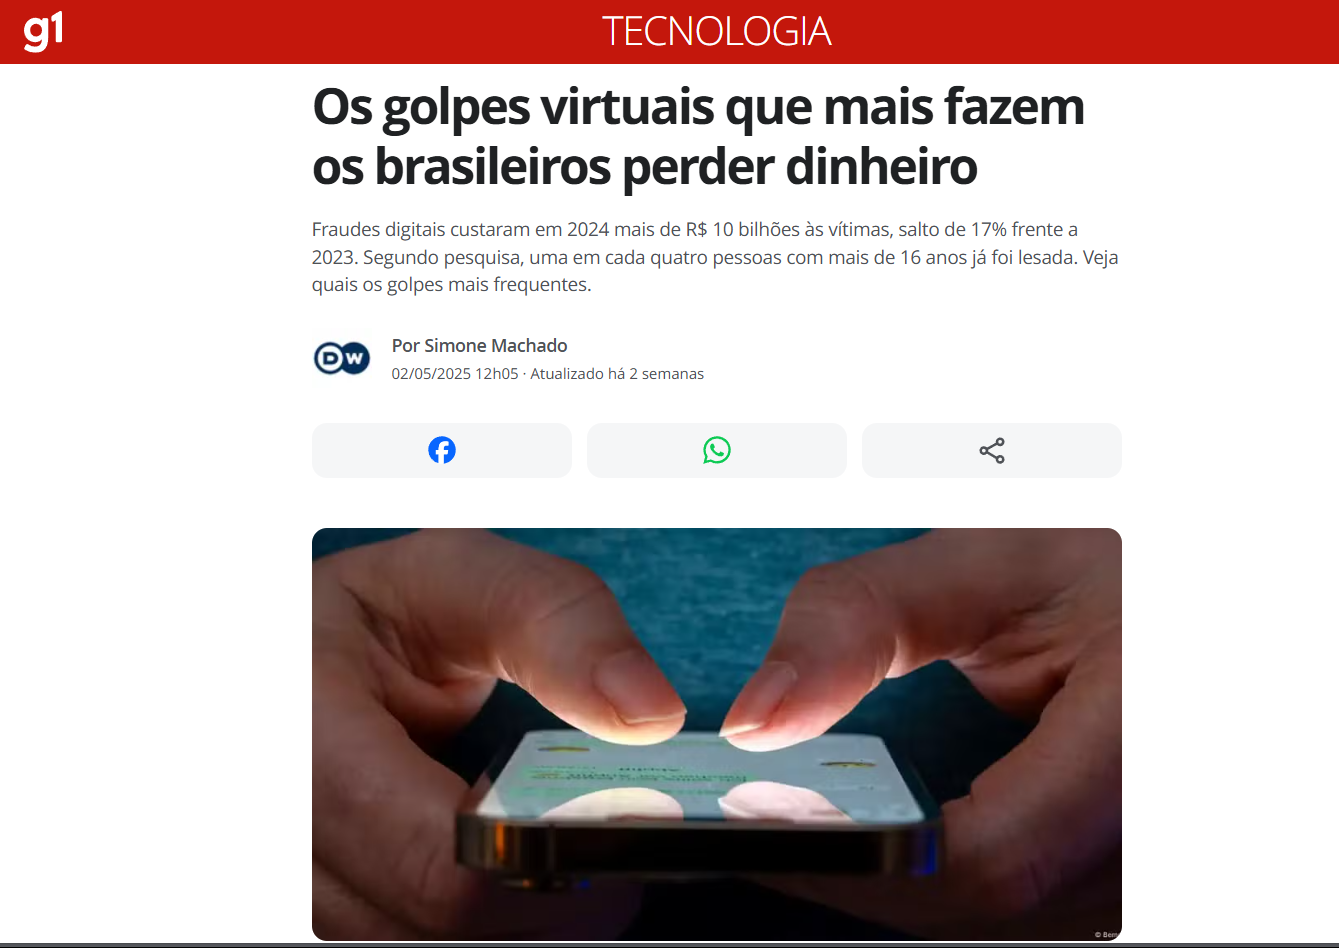 g1
TECNOLOGIA
Os golpes virtuais que mais fazem
os brasileiros perder dinheiro
Fraudes digitais custaram em 2024 mais de R$ 10 bilhões às vítimas, salto de 17% frente a
2023. Segundo pesquisa, uma em cada quatro pessoas com mais de 16 anos já foi lesada. Veja
quais os golpes mais frequentes.
DW
Por Simone Machado
02/05/2025 12h05 · Atualizado há 2 semanas